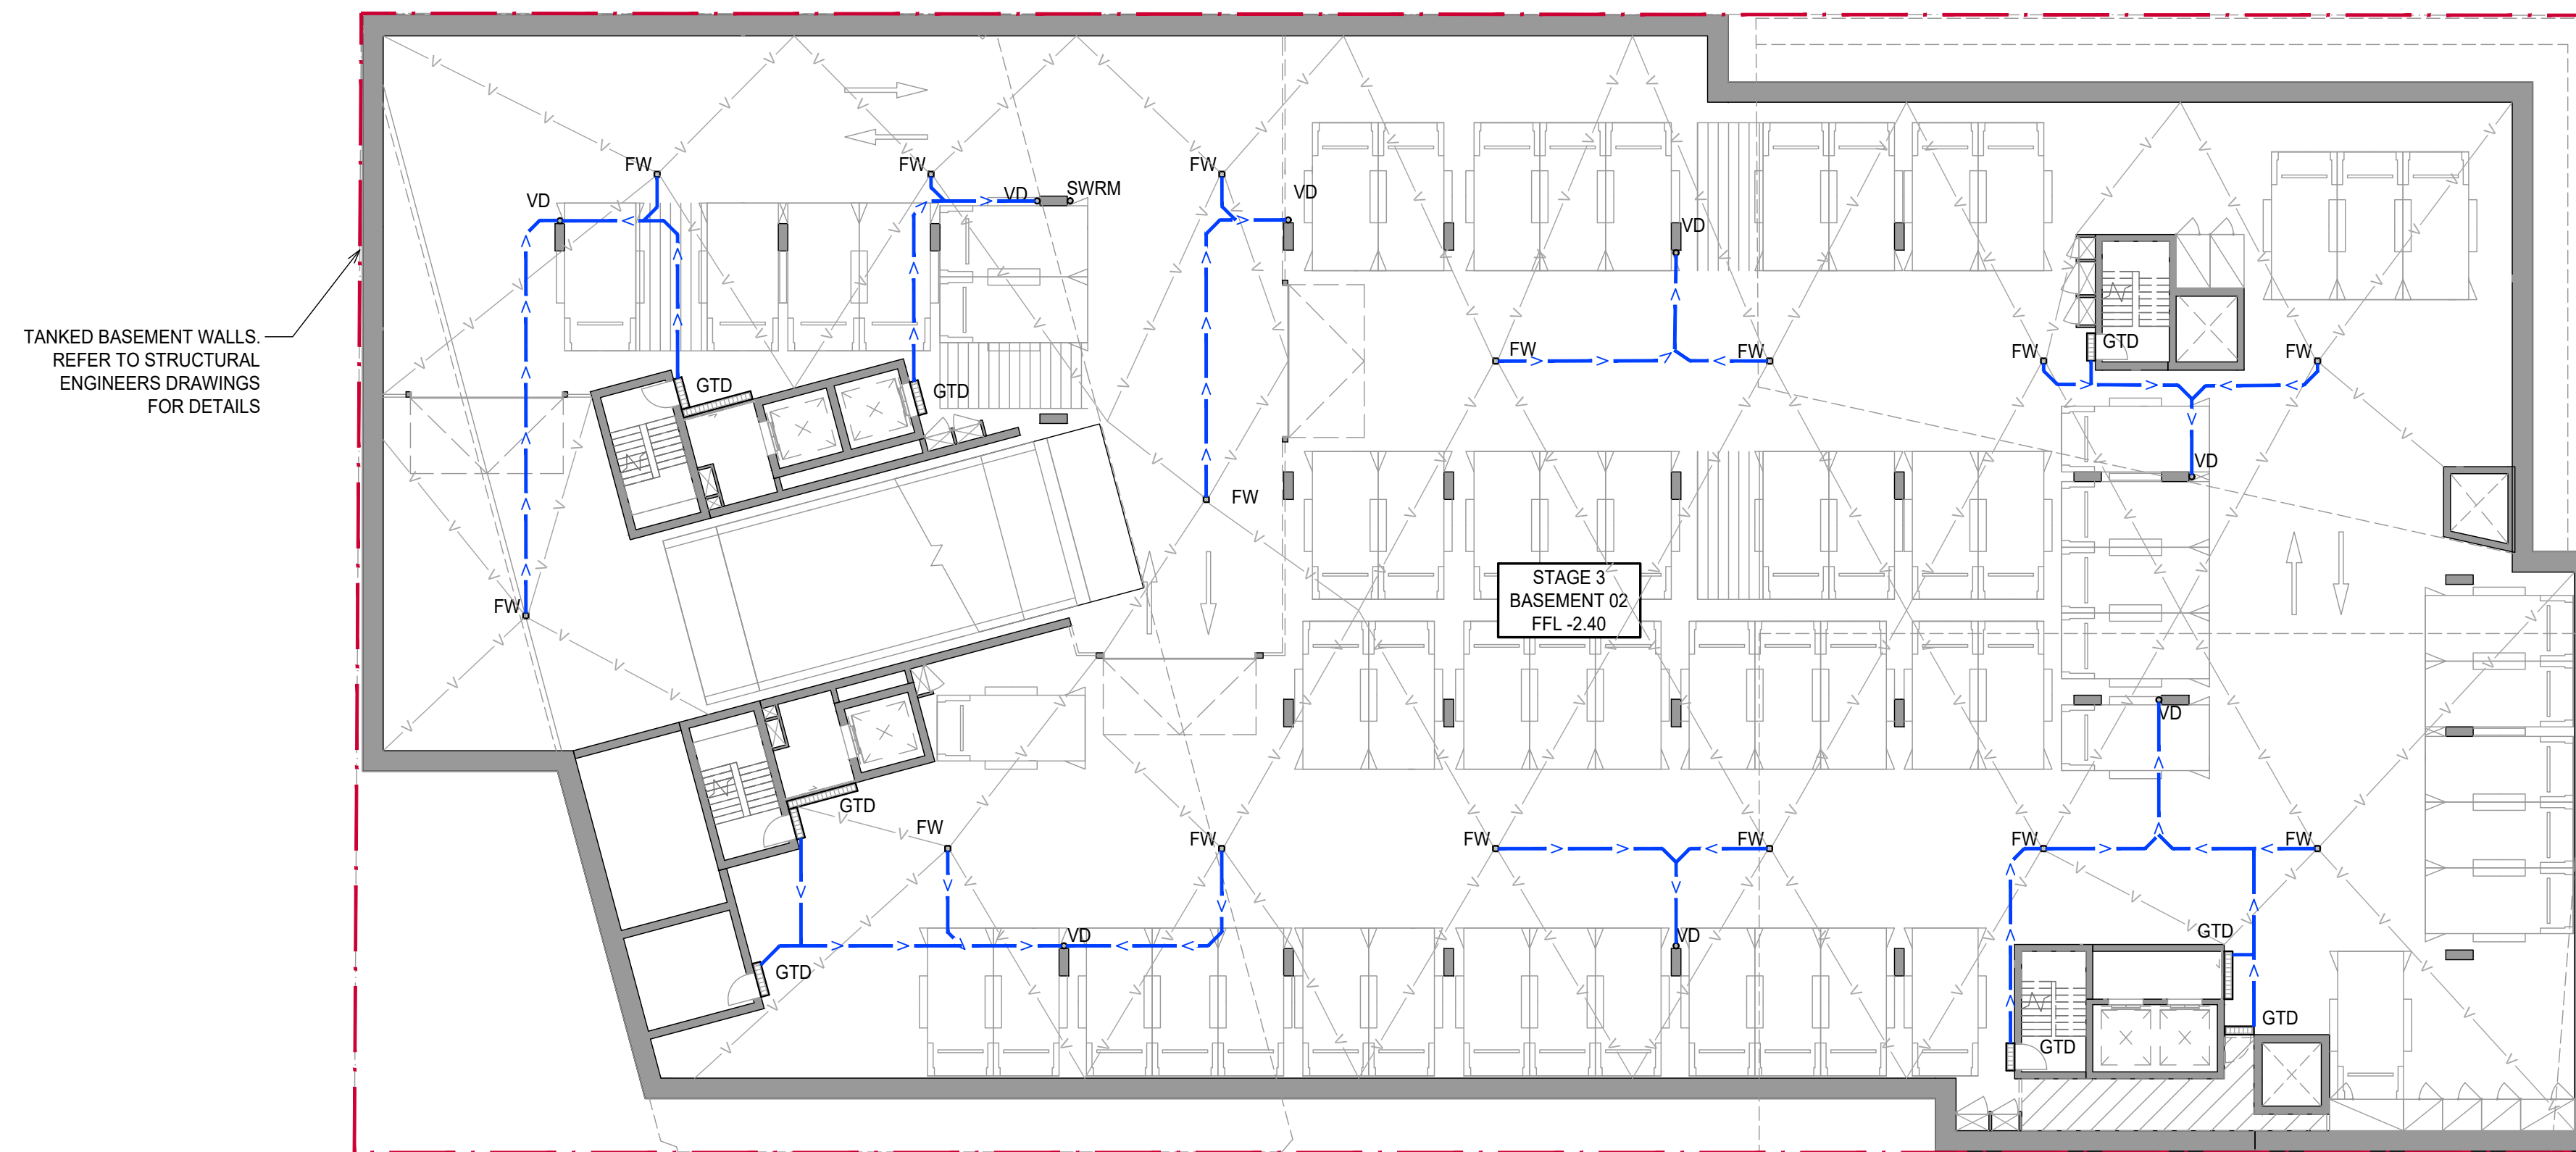 FW
FW
FW
VD
VD
SWRM
VD
VD
TANKED BASEMENT WALLS.
REFER TO STRUCTURAL
ENGINEERS DRAWINGS
FOR DETAILS
GTD
GTD
FW
FW
FW
GTD
FW
VD
FW
STAGE 3
BASEMENT 02
FFL -2.40
FW
VD
GTD
FW
FW
FW
FW
FW
FW
VD
VD
GTD
GTD
GTD
GTD